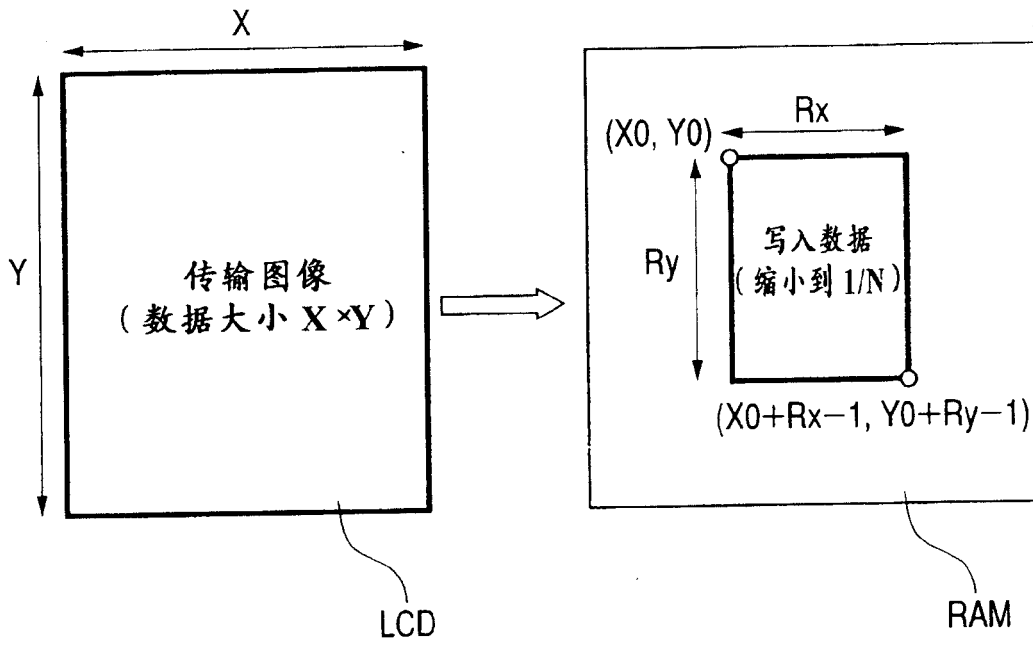 X
Y
传输图像
(数据大小 X×Y)
LCD
(X0, Y0)
Rx
Ry
写入数据
(缩小到 1/N)
(X0+Rx−1, Y0+Ry−1)
RAM